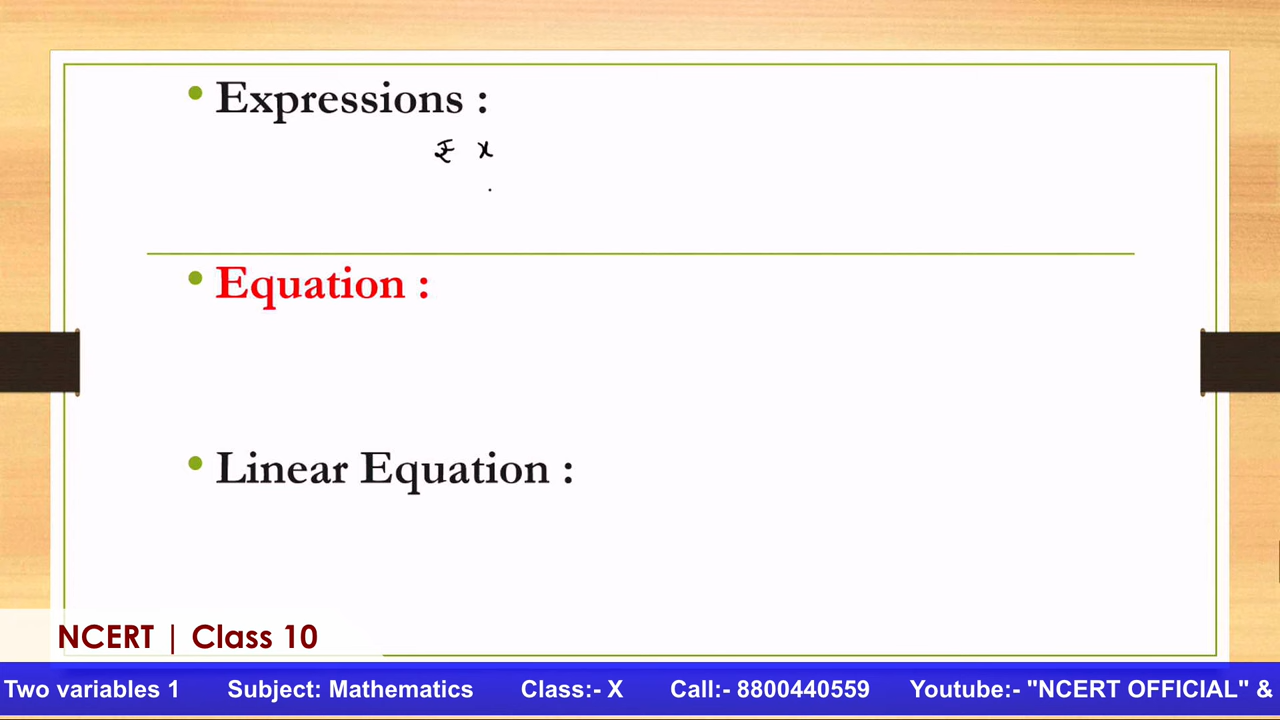 • Expressions :
₹ x
• Equation :
• Linear Equation :
NCERT | Class 10
Two variables 1 Subject: Mathematics Class:- X Call:- 8800440559 Youtube:- "NCERT OFFICIAL" &